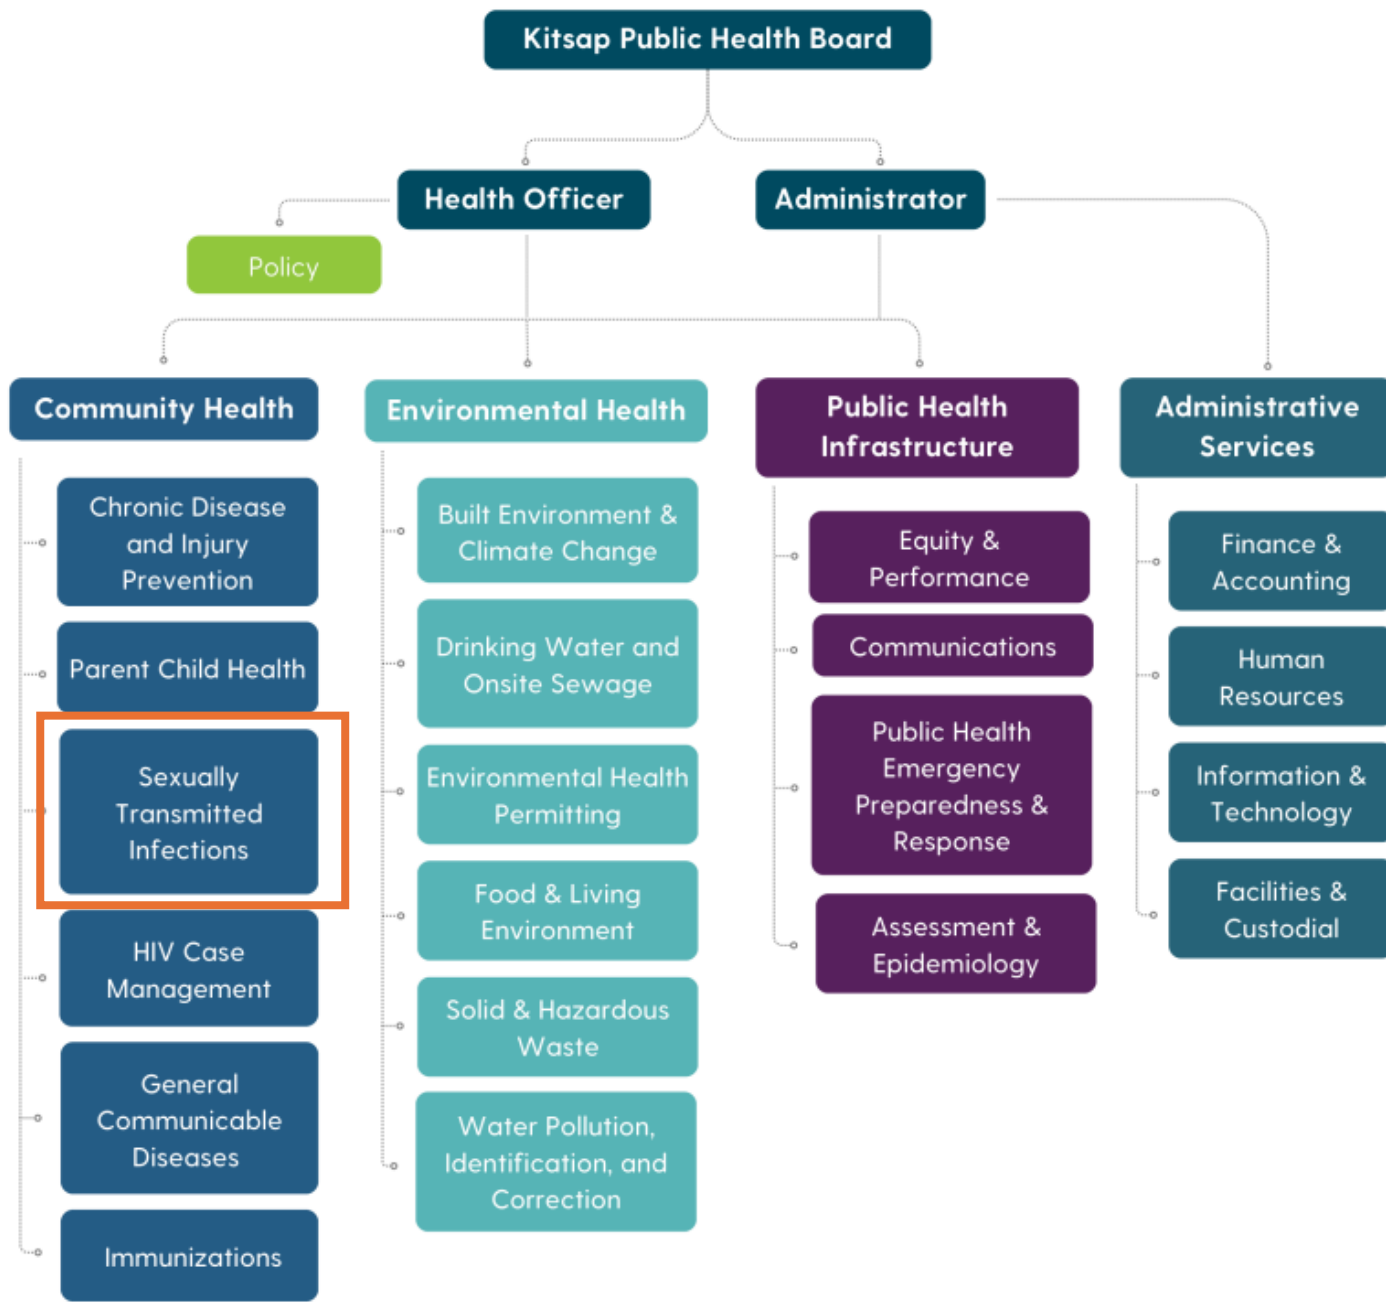 Kitsap Public Health Board
Health Officer
Administrator
Policy
Community Health
Chronic Disease
and Injury
Prevention
Parent Child Health
Sexually
Transmitted
Infections
HIV Case
Management
General
Communicable
Diseases
Immunizations
Environmental Health
Built Environment &
Climate Change
Drinking Water and
Onsite Sewage
Environmental Health
Permitting
Food & Living
Environment
Solid & Hazardous
Waste
Water Pollution,
Identification, and
Correction
Public Health
Infrastructure
Equity &
Performance
Communications
Public Health
Emergency
Preparedness &
Response
Assessment &
Epidemiology
Administrative
Services
Finance &
Accounting
Human
Resources
Information &
Technology
Facilities &
Custodial